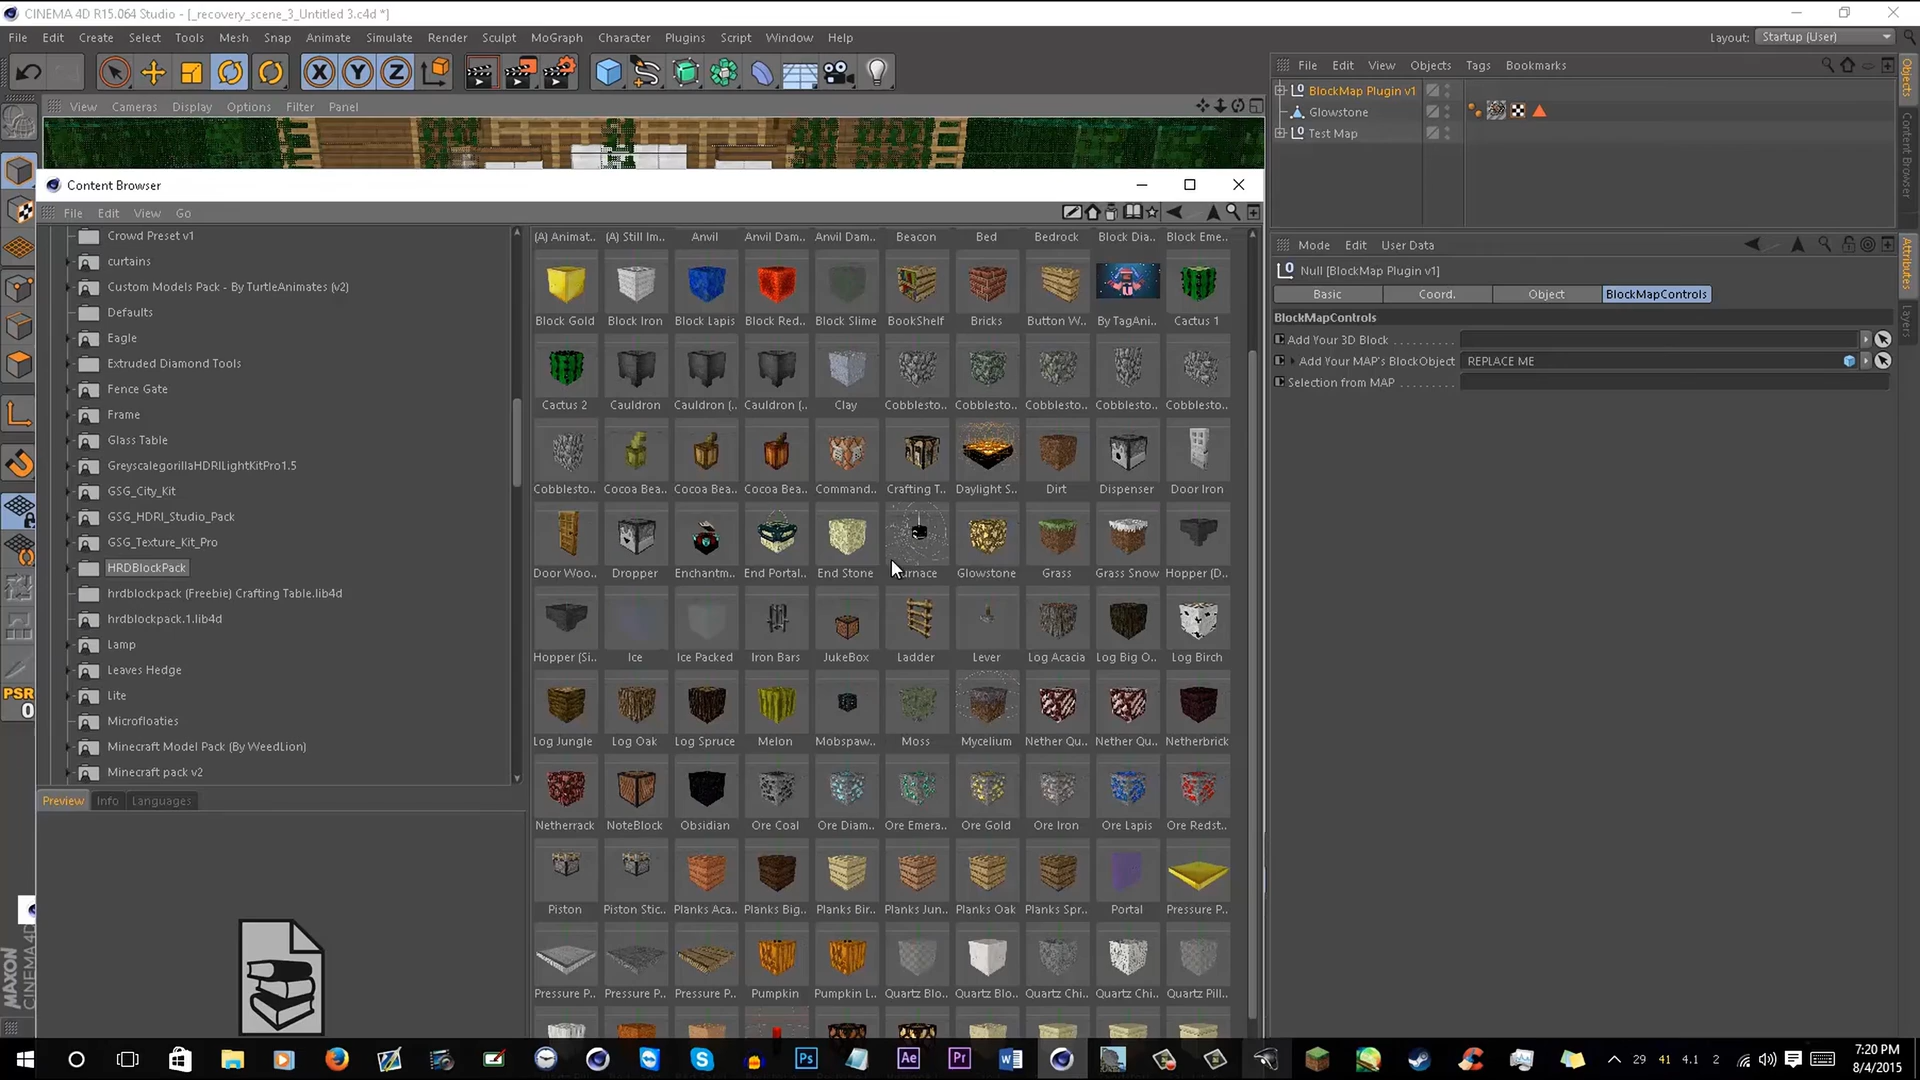 CINEMA 4D R15.064 Studio - [_recovery_scene_3_Untitled 3.c4d *]
File Edit Create Select Tools Mesh Snap Animate Simulate Render Sculpt MoGraph Character Plugins Script Window Help
Layout: Startup (User)
X Y Z
View Cameras Display Options Filter Panel
File Edit View Objects Tags Bookmarks
BlockMap Plugin v1
Glowstone
Test Map
Objects
Content Browser
Attributes
Layers
Mode Edit User Data
Null [BlockMap Plugin v1]
Basic Coord. Object BlockMapControls
BlockMapControls
Add Your 3D Block
Add Your MAP's BlockObject REPLACE ME
Selection from MAP
Content Browser
File Edit View Go
Crowd Preset v1
curtains
Custom Models Pack - By TurtleAnimates (v2)
Defaults
Eagle
Extruded Diamond Tools
Fence Gate
Frame
Glass Table
GreyscalegorillaHDRILightKitPro1.5
GSG_City_Kit
GSG_HDRI_Studio_Pack
GSG_Texture_Kit_Pro
HRDBlockPack
hrdblockpack (Freebie) Crafting Table.lib4d
hrdblockpack.1.lib4d
Lamp
Leaves Hedge
Lite
Microfloaties
Minecraft Model Pack (By WeedLion)
Minecraft pack v2
Preview Info Languages
(A) Animat.. (A) Still Im.. Anvil Anvil Dam.. Anvil Dam.. Beacon Bed Bedrock Block Dia.. Block Eme..
Block Gold Block Iron Block Lapis Block Red.. Block Slime BookShelf Bricks Button W.. By TagAni.. Cactus 1
Cactus 2 Cauldron Cauldron (.. Cauldron (.. Clay Cobblesto.. Cobblesto.. Cobblesto.. Cobblesto.. Cobblesto..
Cobblesto.. Cocoa Bea.. Cocoa Bea.. Cocoa Bea.. Command.. Crafting T.. Daylight S.. Dirt Dispenser Door Iron
Door Woo.. Dropper Enchantm.. End Portal.. End Stone urnace Glowstone Grass Grass Snow Hopper (D..
Hopper (Si.. Ice Ice Packed Iron Bars JukeBox Ladder Lever Log Acacia Log Big O.. Log Birch
Log Jungle Log Oak Log Spruce Melon Mobspaw.. Moss Mycelium Nether Qu.. Nether Qu.. Netherbrick
Netherrack NoteBlock Obsidian Ore Coal Ore Diam.. Ore Emera.. Ore Gold Ore Iron Ore Lapis Ore Redst..
Piston Piston Stic.. Planks Aca.. Planks Big.. Planks Bir.. Planks Jun.. Planks Oak Planks Spr.. Portal Pressure P..
Pressure P.. Pressure P.. Pressure P.. Pumpkin Pumpkin L.. Quartz Blo.. Quartz Blo.. Quartz Chi.. Quartz Chi.. Quartz Pill..
PSR
0
MAXON
CINEMA 4D
Ps Ae Pr
29 41 4.1 2
7:20 PM
8/4/2015